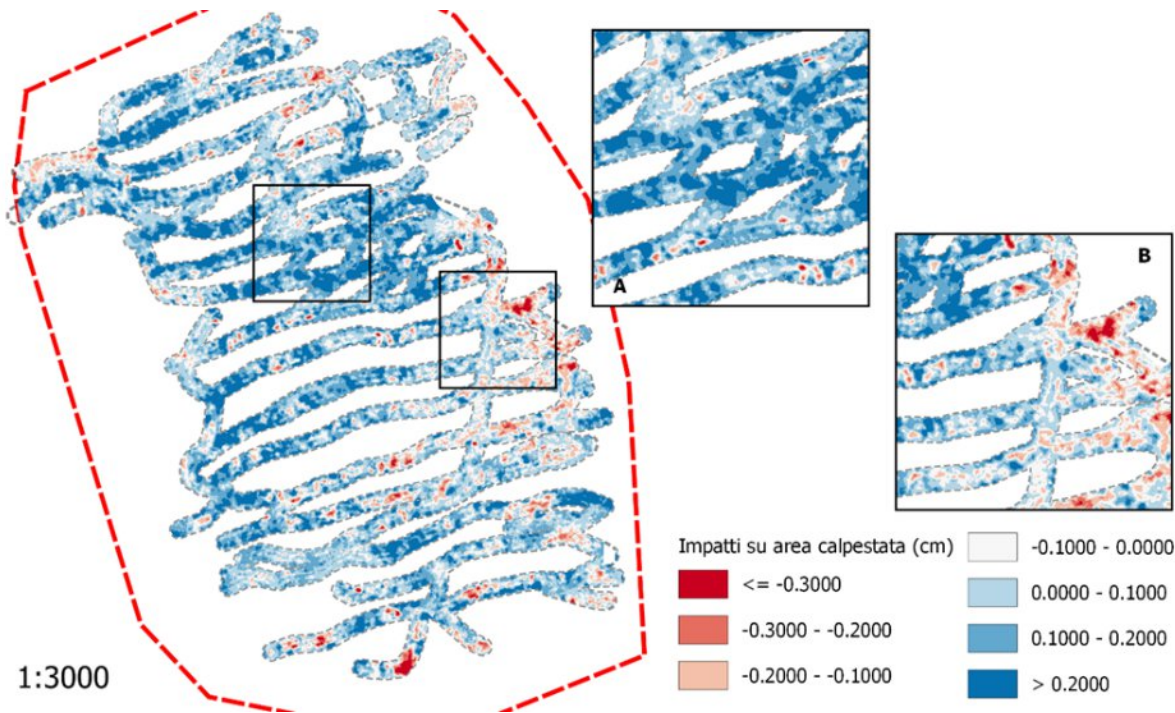 A
B
Impatti su area calpestata (cm)
<= -0.3000
-0.3000 - -0.2000
-0.2000 - -0.1000
-0.1000 - 0.0000
0.0000 - 0.1000
0.1000 - 0.2000
> 0.2000
1:3000